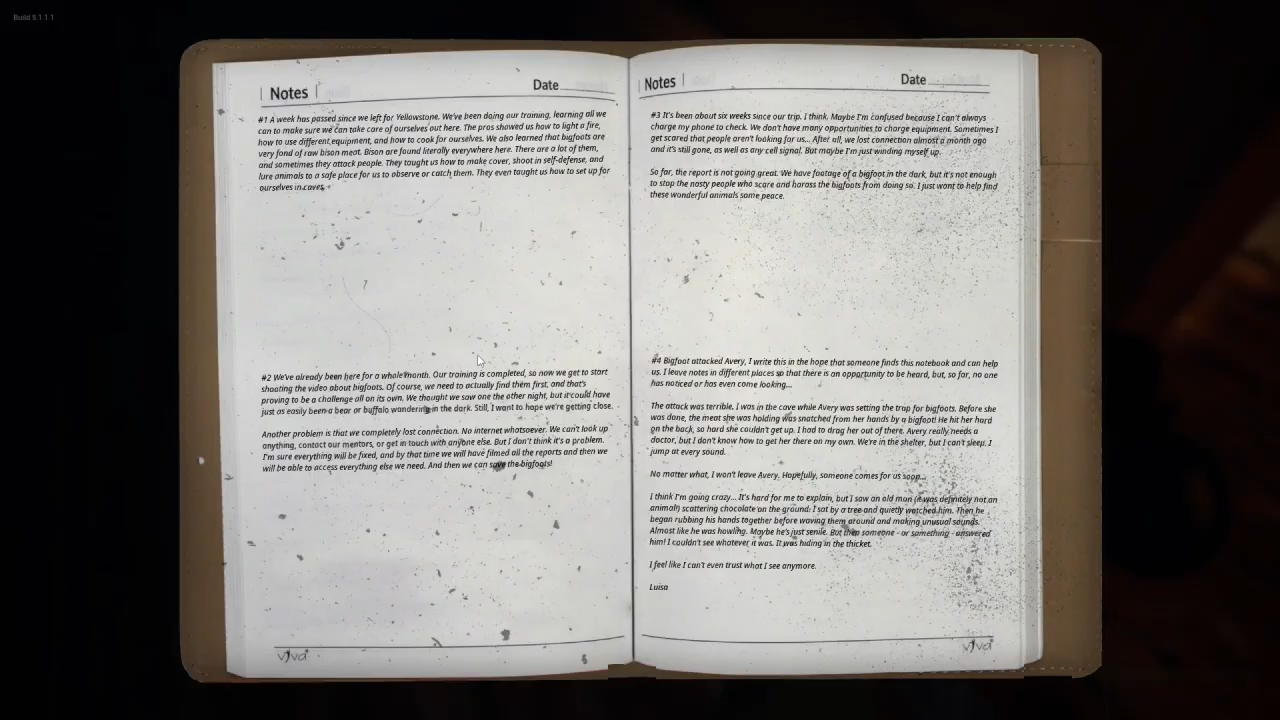 Build 5.1.1.1
Notes
Date
#1 A week has passed since we left for Yellowstone. We've been doing our training, learning all we
can to make sure we can take care of ourselves out here. The pros showed us how to light a fire,
how to use different equipment, and how to cook for ourselves. We also learned that bigfoots are
very fond of raw bison meat. Bison are found literally everywhere here. There are a lot of them,
and sometimes they attack people. They taught us how to make cover, shoot in self-defense, and
lure animals to a safe place for us to observe or catch them. They even taught us how to set up for
ourselves in caves.
#2 We've already been here for a whole month. Our training is completed, so now we get to start
shooting the video about bigfoots. Of course, we need to actually find them first, and that's
proving to be a challenge all on its own. We thought we saw one the other night, but it could have
just as easily been a bear or buffalo wandering in the dark. Still, I want to hope we're getting close.
Another problem is that we completely lost connection. No internet whatsoever. We can't look up
anything, contact our mentors, or get in touch with anyone else. But I don't think it's a problem.
I'm sure everything will be fixed, and by that time we will have filmed all the reports and then we
will be able to access everything else we need. And then we can save the bigfoots!
viva
Notes
Date
#3 It's been about six weeks since our trip. I think. Maybe I'm confused because I can't always
charge my phone to check. We don't have many opportunities to charge equipment. Sometimes I
get scared that people aren't looking for us... After all, we lost connection almost a month ago
and it's still gone, as well as any cell signal. But maybe I'm just winding myself up.
So far, the report is not going great. We have footage of a bigfoot in the dark, but it's not enough
to stop the nasty people who scare and harass the bigfoots from doing so. I just want to help find
these wonderful animals some peace.
#4 Bigfoot attacked Avery, I write this in the hope that someone finds this notebook and can help
us. I leave notes in different places so that there is an opportunity to be heard, but, so far, no one
has noticed or has even come looking...
The attack was terrible. I was in the cave while Avery was setting the trap for bigfoots. Before she
was done, the meat she was holding was snatched from her hands by a bigfoot! He hit her hard
on the back, so hard she couldn't get up. I had to drag her out of there. Avery really needs a
doctor, but I don't know how to get her there on my own. We're in the shelter, but I can't sleep. I
jump at every sound.
No matter what, I won't leave Avery. Hopefully, someone comes for us soon...
I think I'm going crazy... It's hard for me to explain, but I saw an old man (it was definitely not an
animal) scattering chocolate on the ground. I sat by a tree and quietly watched him. Then he
began rubbing his hands together before waving them around and making unusual sounds.
Almost like he was howling. Maybe he's just senile. But then someone - or something - answered
him! I couldn't see whatever it was. It was hiding in the thicket.
I feel like I can't even trust what I see anymore.
Luisa
viva